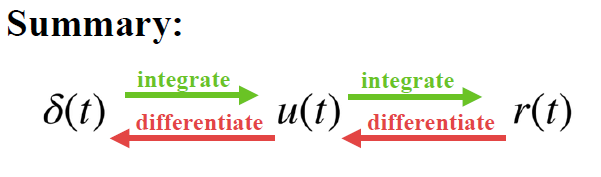 Summary:
integrate integrate
δ(t) u(t) r(t)
differentiate differentiate